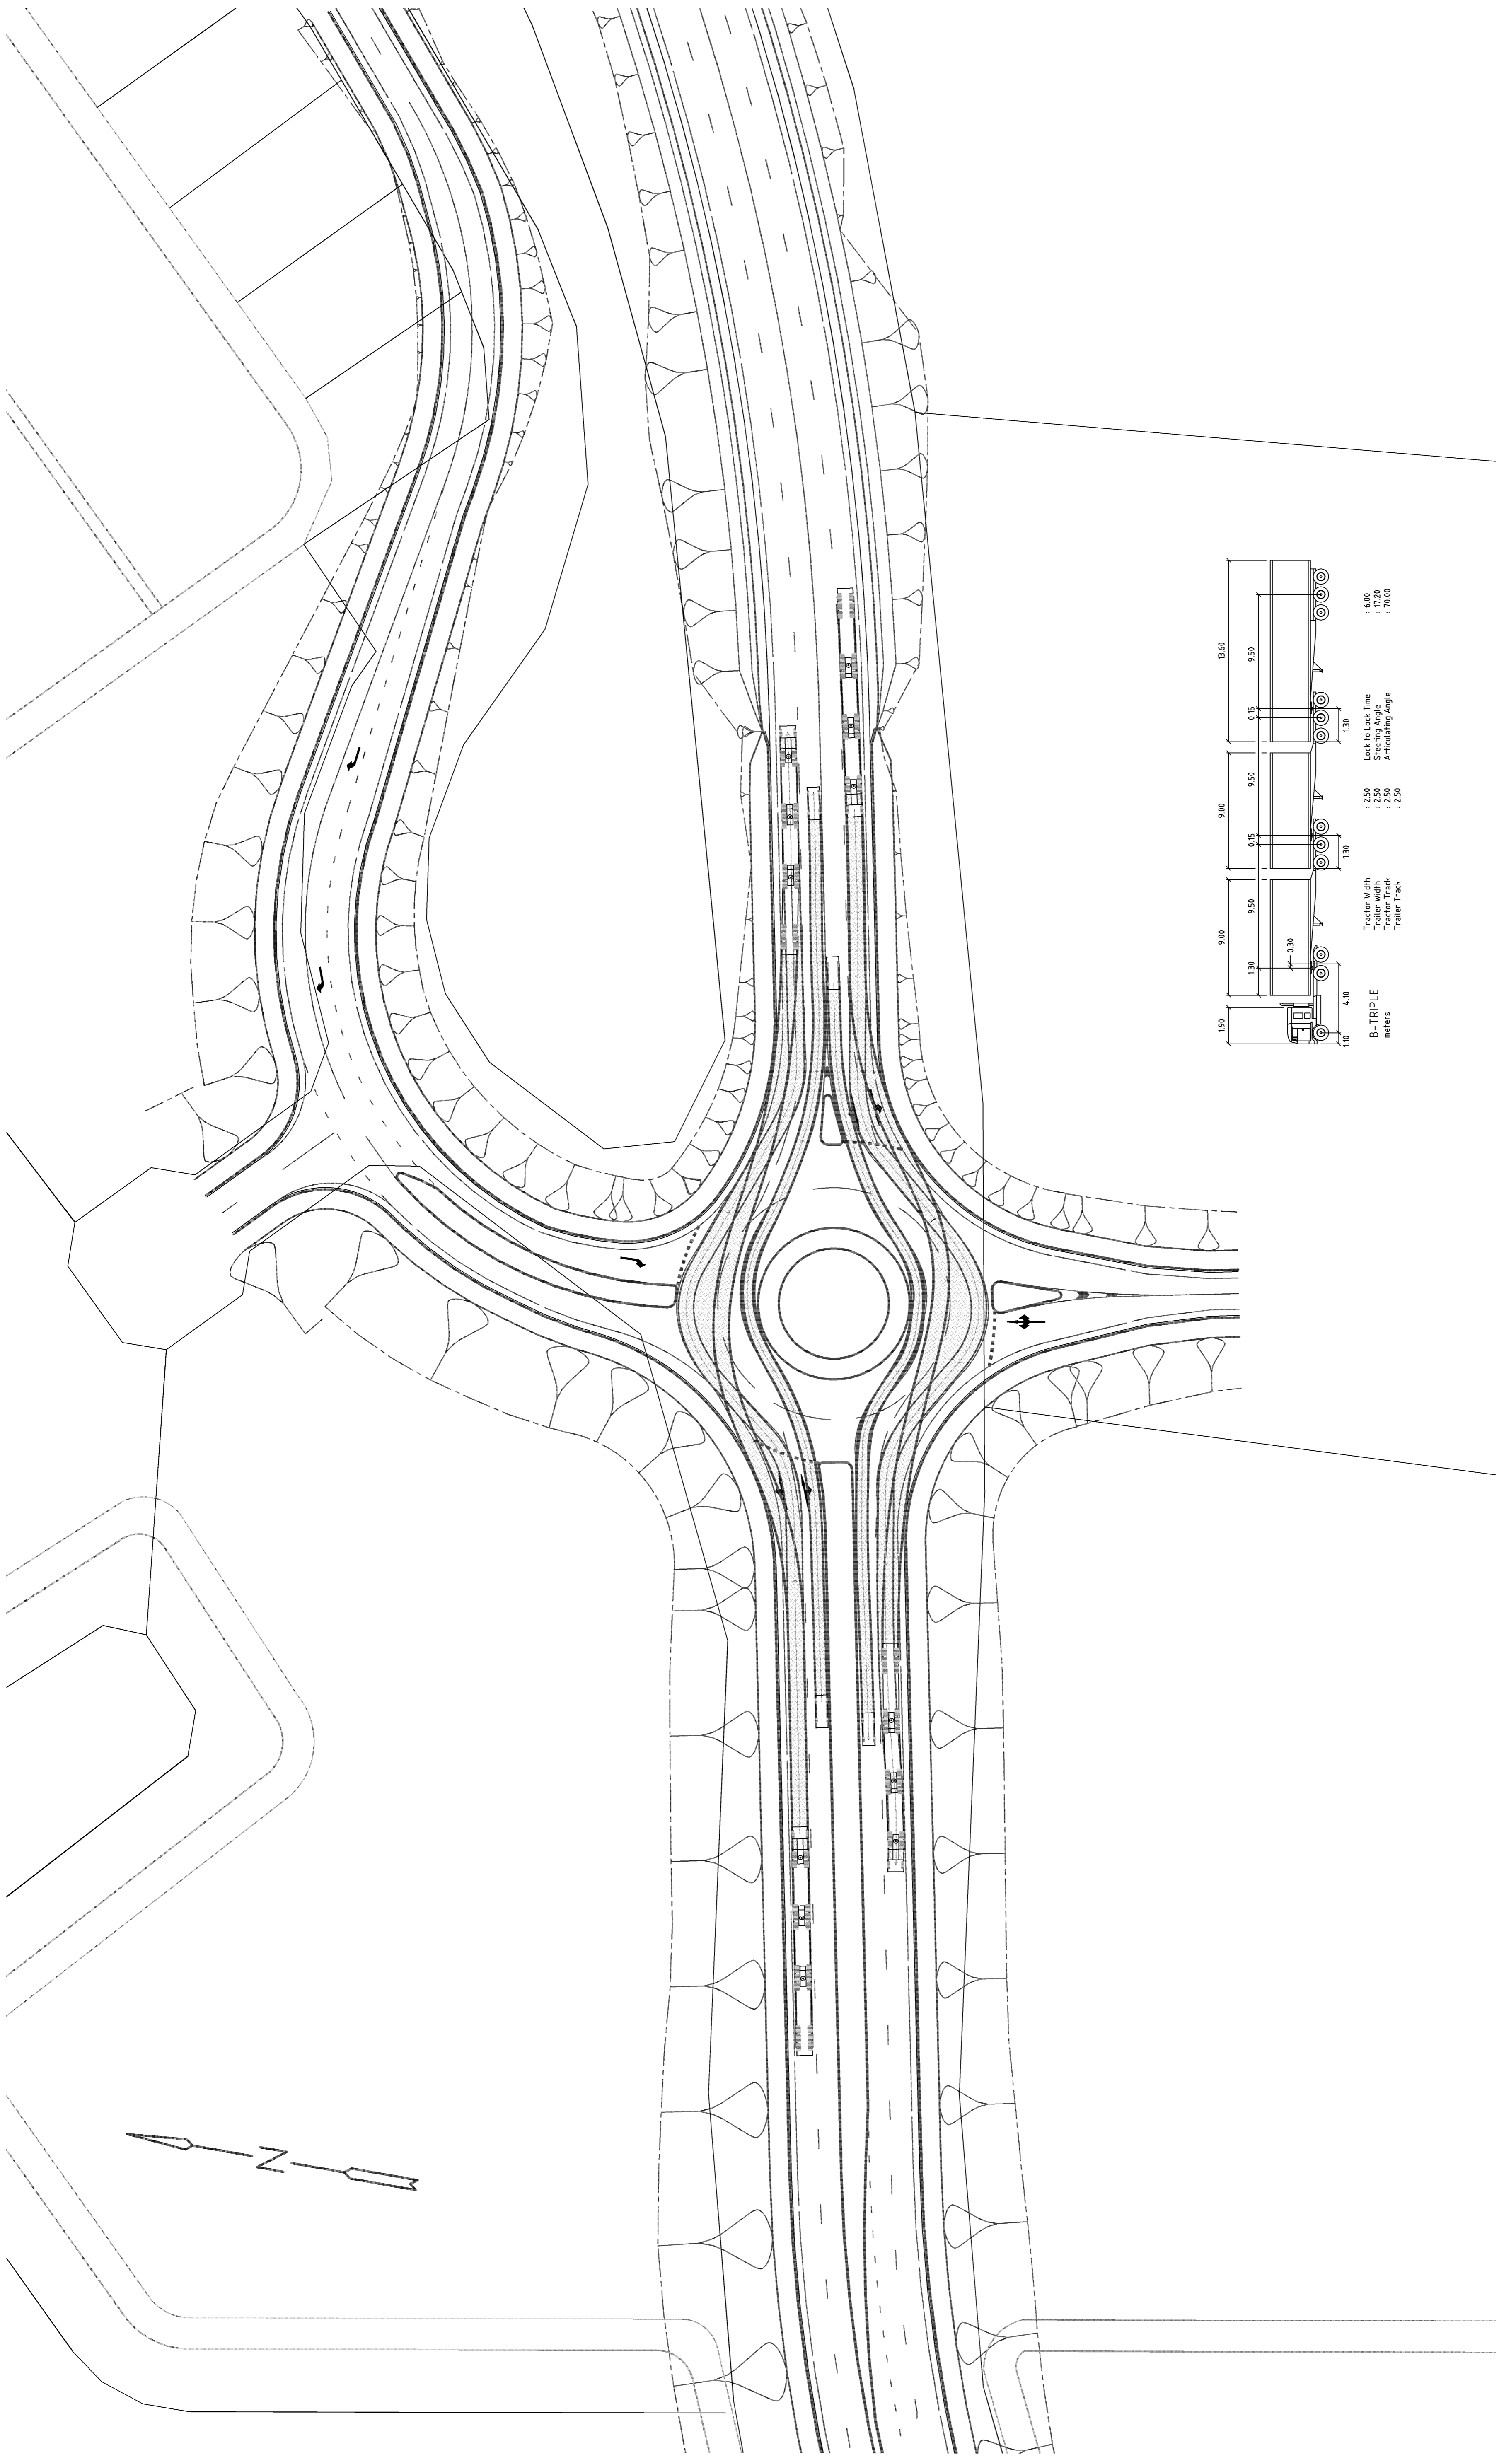 13.60
9.50
0.15
1.30
9.00
9.50
0.15
1.30
9.00
9.50
0.30
1.30
1.90
4.10
1.10
B-TRIPLE
meters
Tractor Width : 2.50
Trailer Width : 2.50
Tractor Track : 2.50
Trailer Track : 2.50
Lock to Lock Time : 6.00
Steering Angle : 17.20
Articulating Angle : 70.00
N